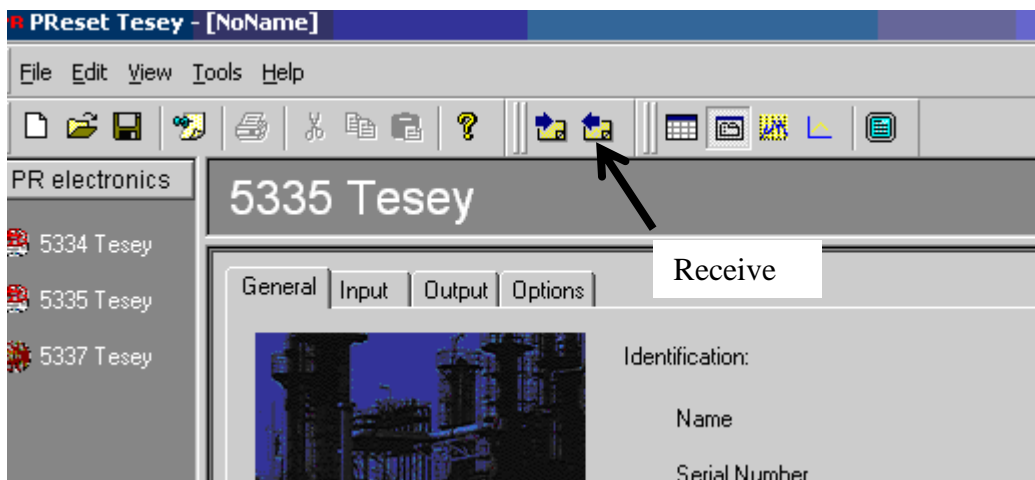 PReset Tesey - [NoName]
File Edit View Tools Help
PR electronics
5335 Tesey
5334 Tesey
5335 Tesey
5337 Tesey
Receive
General Input Output Options
Identification:
Name
Serial Number